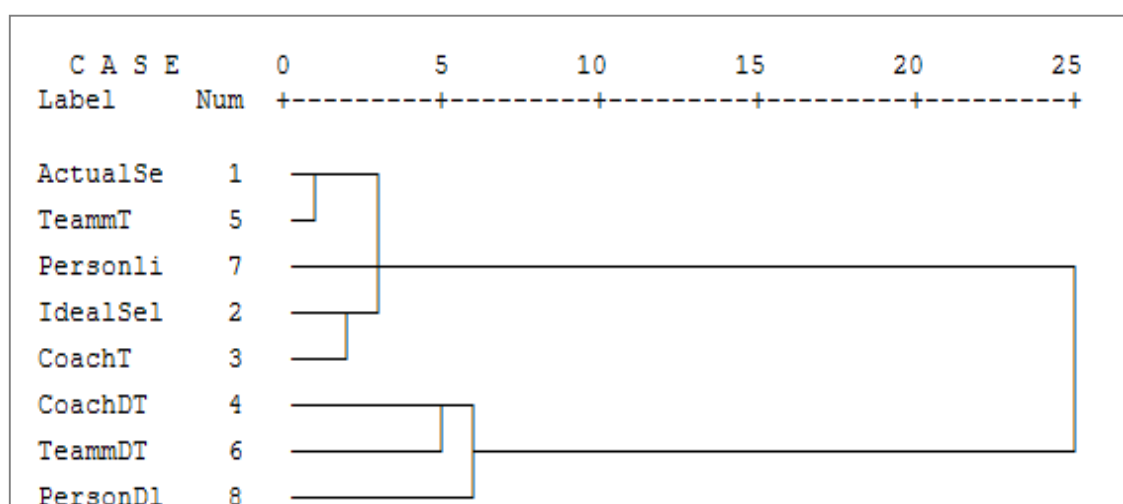 C A S E 0 5 10 15 20 25
Label Num +---------+---------+---------+---------+---------+
ActualSe 1
TeammT 5
Personli 7
IdealSel 2
CoachT 3
CoachDT 4
TeammDT 6
PersonDl 8